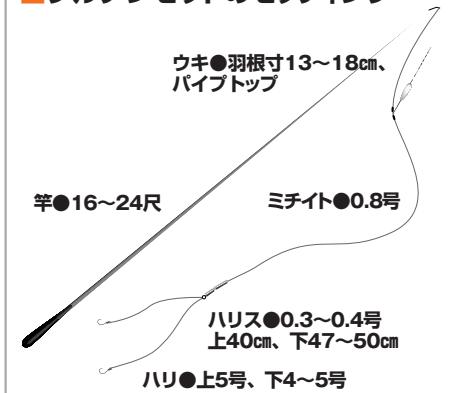 ウキ●羽根寸13〜18㎝、
パイプトップ
竿●16〜24尺
ミチイト●0.8号
ハリス●0.3〜0.4号
上40㎝、下47〜50㎝
ハリ●上5号、下4〜5号